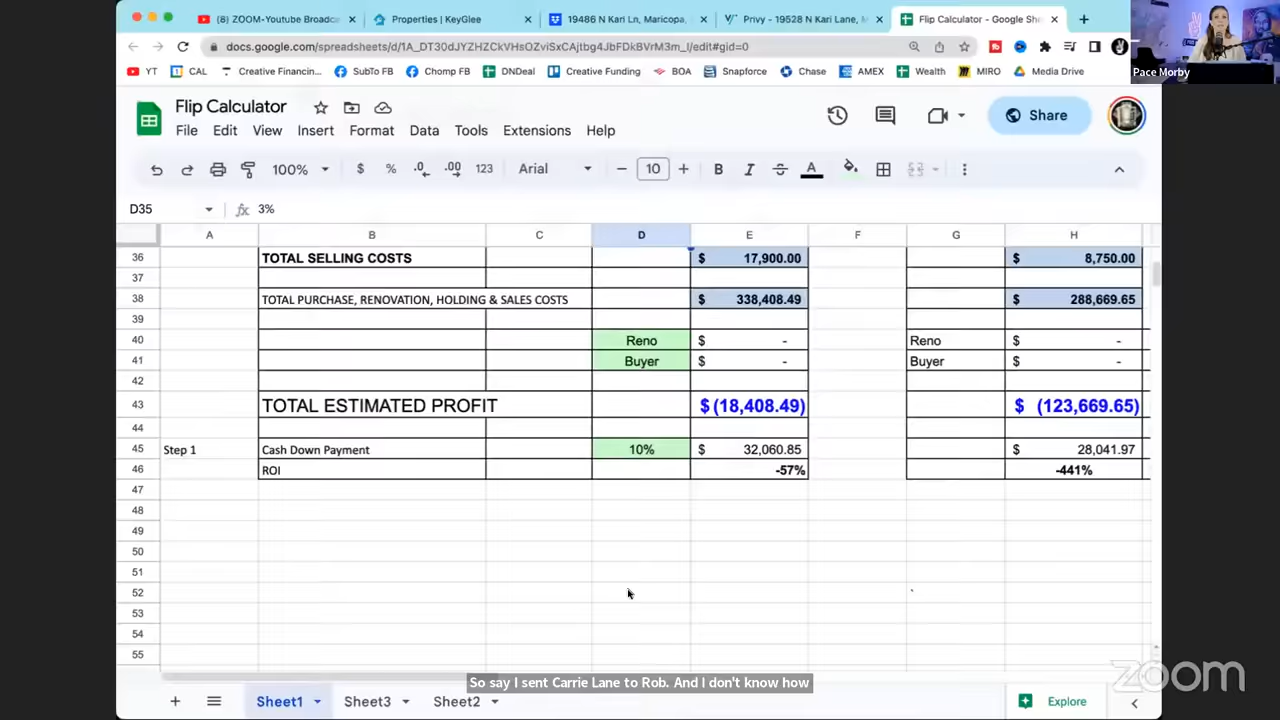 (8) ZOOM-Youtube Broadca
Properties | KeyGlee
19486 N Kari Ln, Maricopa,
Privy - 19528 N Kari Lane, M
Flip Calculator - Google She
docs.google.com/spreadsheets/d/1A_DT30dJYZHZCkVHsOZviSxCAjtbg4JbFDkBVrM3m_I/edit#gid=0
Pace Morby
YT CAL Creative Financin... SubTo FB Chomp FB DNDeal Creative Funding BOA Snapforce Chase AMEX Wealth MIRO Media Drive
Flip Calculator
Share
File Edit View Insert Format Data Tools Extensions Help
100% $ % .0 .00 123 Arial 10 B I S A
D35 fx 3%
A B C D E F G H
36 TOTAL SELLING COSTS $ 17,900.00 $ 8,750.00
37
38 TOTAL PURCHASE, RENOVATION, HOLDING & SALES COSTS $ 338,408.49 $ 288,669.65
39
40 Reno $ - Reno $ -
41 Buyer $ - Buyer $ -
42
43 TOTAL ESTIMATED PROFIT $ (18,408.49) $ (123,669.65)
44
45 Step 1 Cash Down Payment 10% $ 32,060.85 $ 28,041.97
46 ROI -57% -441%
47
48
49
50
51
52
53
54
55
So say I sent Carrie Lane to Rob. And I don't know how
zoom
Sheet1 Sheet3 Sheet2 Explore